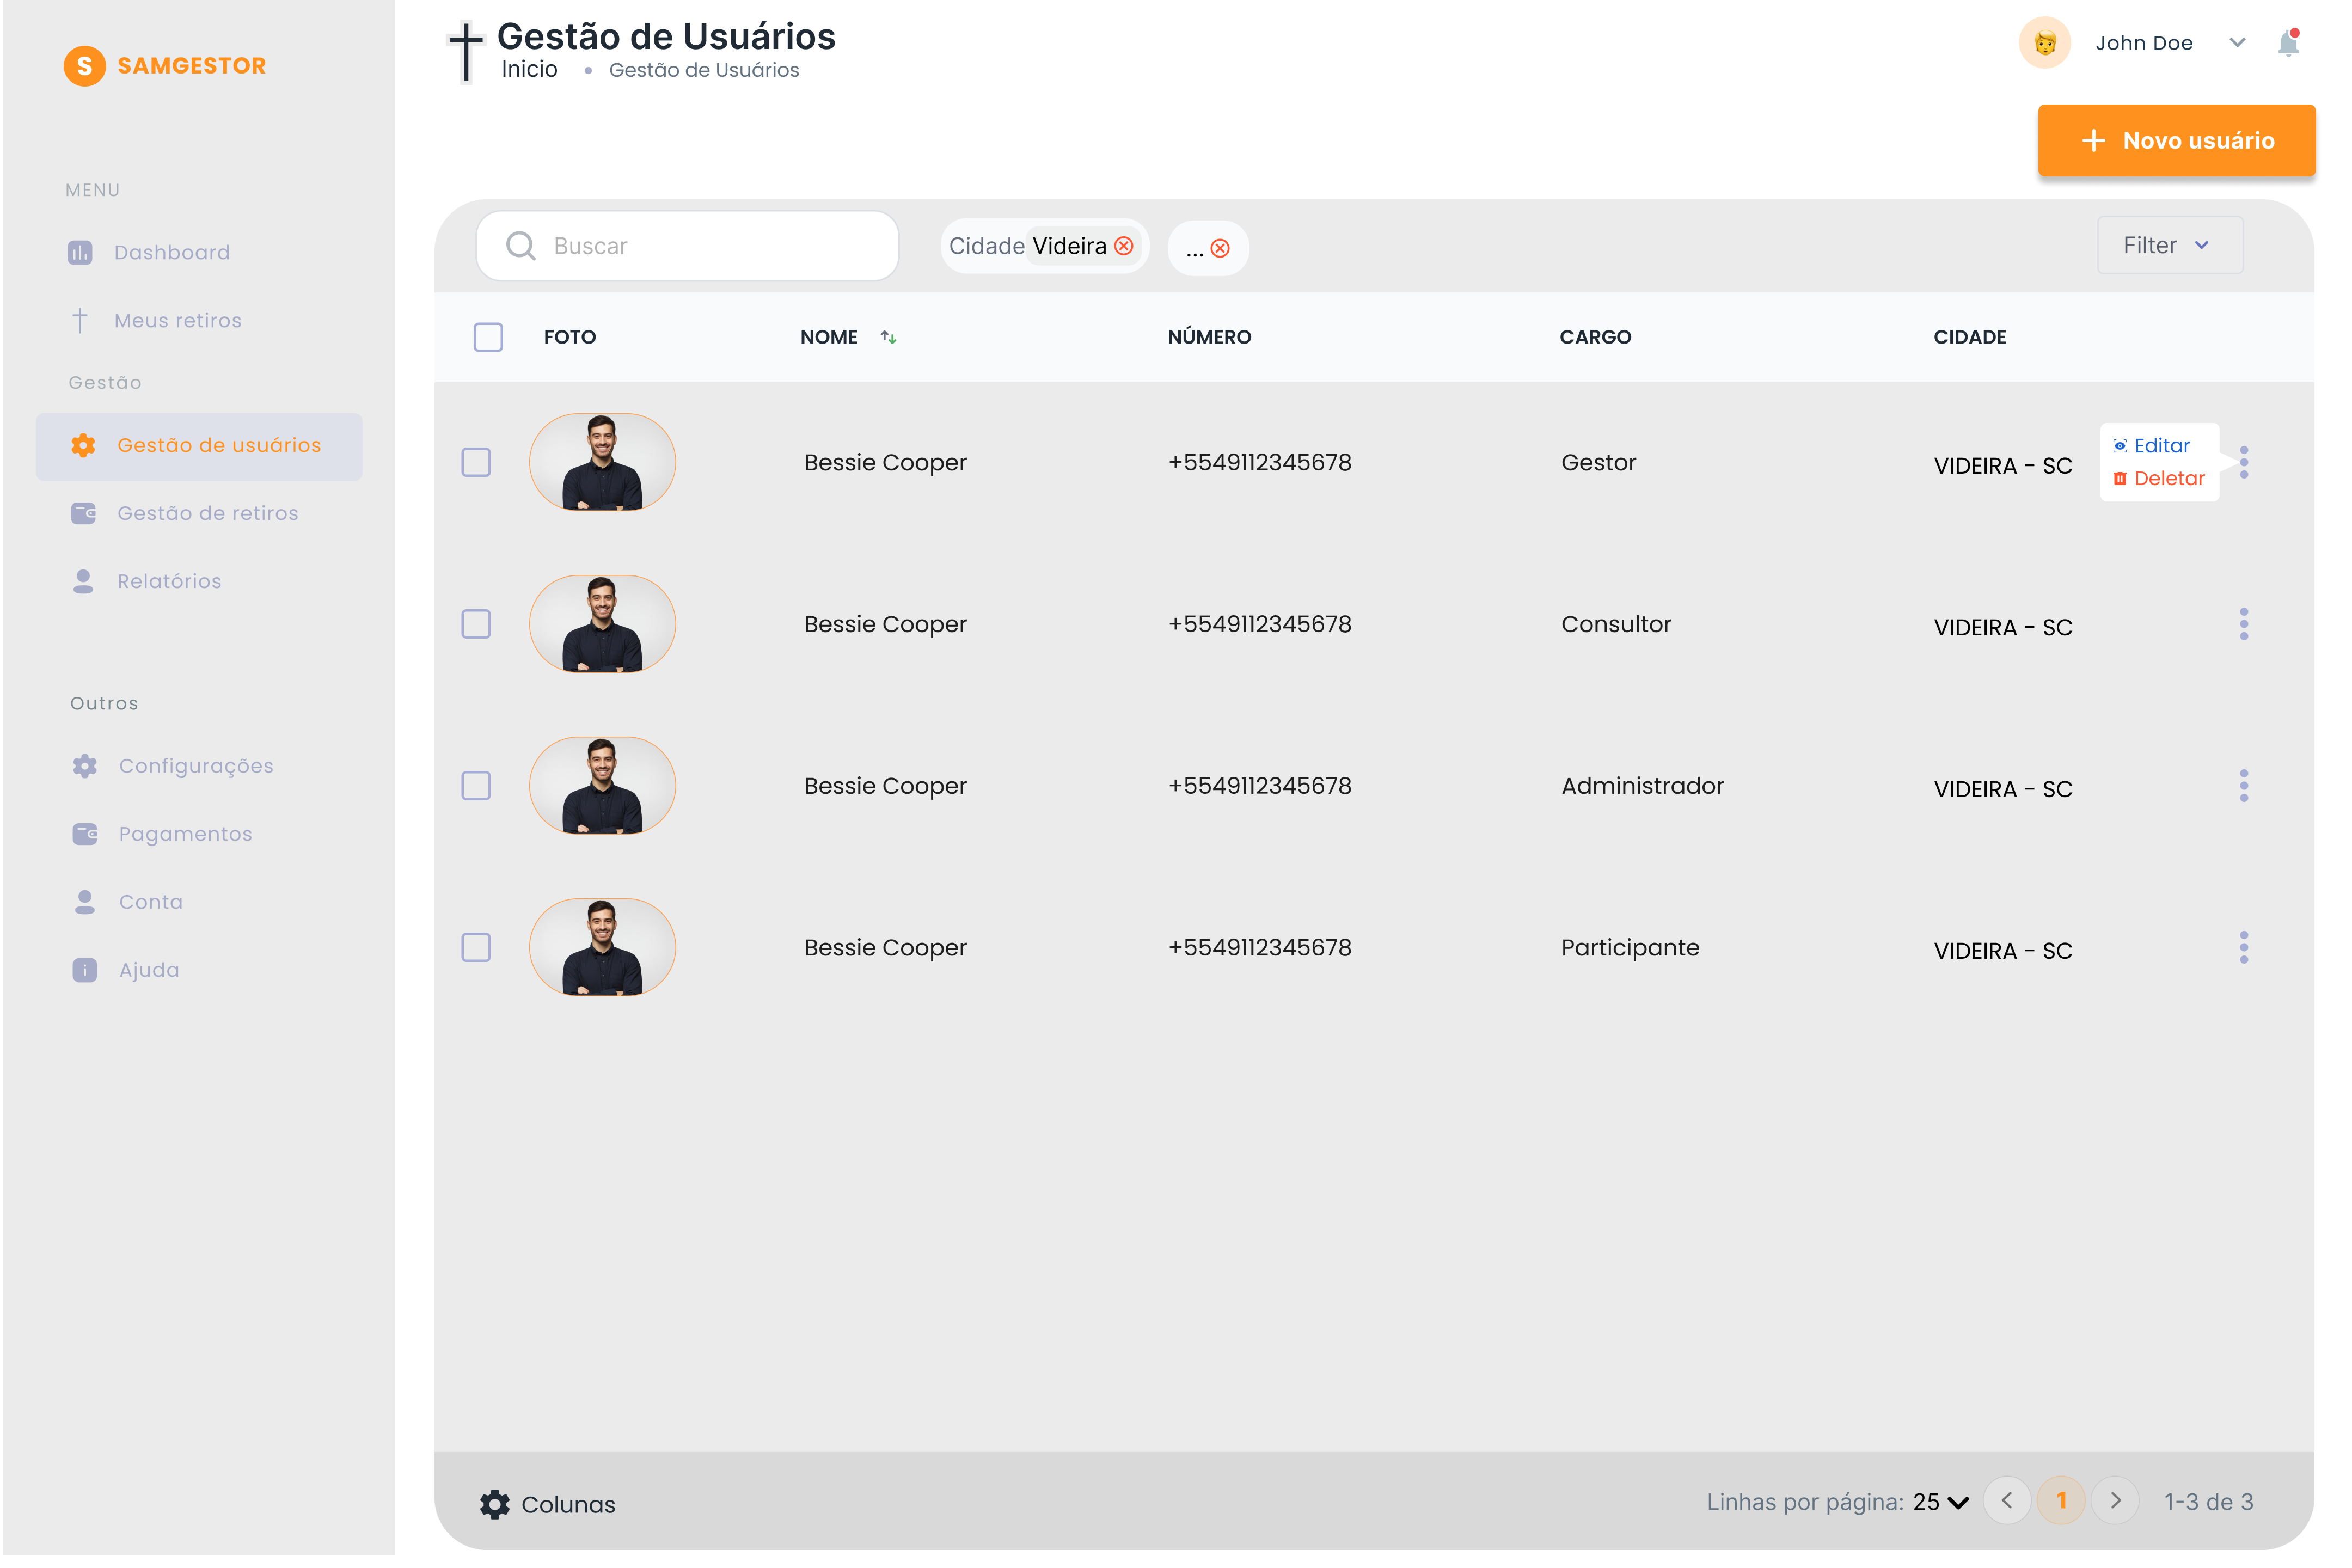 S SAMGESTOR
MENU
Dashboard
Meus retiros
Gestão
Gestão de usuários
Gestão de retiros
Relatórios
Outros
Configurações
Pagamentos
Conta
Ajuda
Gestão de Usuários
Inicio • Gestão de Usuários
John Doe
+ Novo usuário
Buscar
Cidade Videira
...
Filter
FOTO NOME NÚMERO CARGO CIDADE
Bessie Cooper +5549112345678 Gestor VIDEIRA - SC
Editar
Deletar
Bessie Cooper +5549112345678 Consultor VIDEIRA - SC
Bessie Cooper +5549112345678 Administrador VIDEIRA - SC
Bessie Cooper +5549112345678 Participante VIDEIRA - SC
Colunas
Linhas por página: 25 1 1-3 de 3